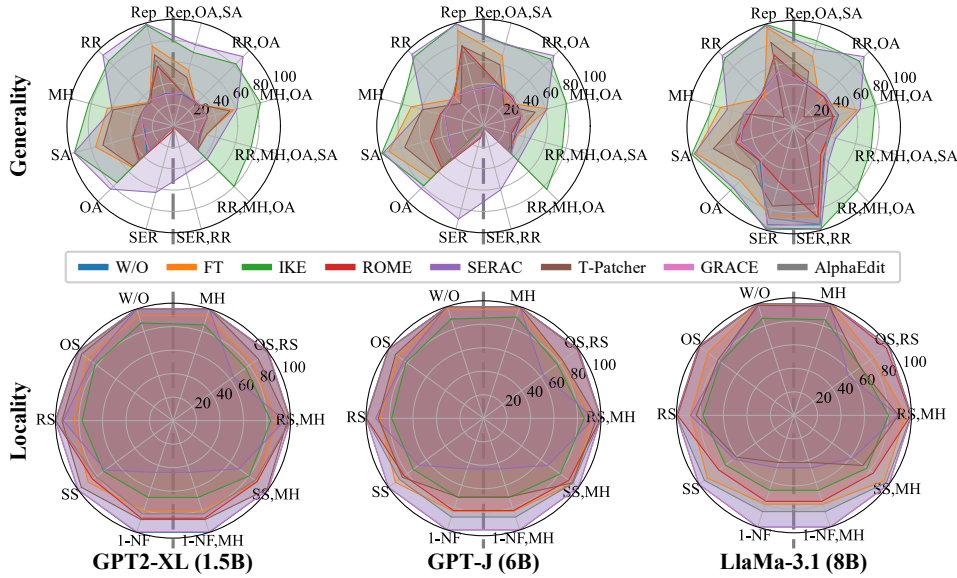 Generality
Rep
Rep,OA,SA
RR
RR,OA
MH
MH,OA
SA
RR,MH,OA,SA
OA
RR,MH,OA
SER
SER,RR
20 40 60 80 100
Rep
Rep,OA,SA
RR
RR,OA
MH
MH,OA
SA
RR,MH,OA,SA
OA
RR,MH,OA
SER
SER,RR
20 40 60 80 100
Rep
Rep,OA,SA
RR
RR,OA
MH
MH,OA
SA
RR,MH,OA,SA
OA
RR,MH,OA
SER
SER,RR
20 40 60 80 100
W/O FT IKE ROME SERAC T-Patcher GRACE AlphaEdit
Locality
W/O
MH
OS
OS,RS
RS
RS,MH
SS
SS,MH
1-NF
1-NF,MH
20 40 60 80 100
W/O
MH
OS
OS,RS
RS
RS,MH
SS
SS,MH
1-NF
1-NF,MH
20 40 60 80 100
W/O
MH
OS
OS,RS
RS
RS,MH
SS
SS,MH
1-NF
1-NF,MH
20 40 60 80 100
GPT2-XL (1.5B)
GPT-J (6B)
LlaMa-3.1 (8B)